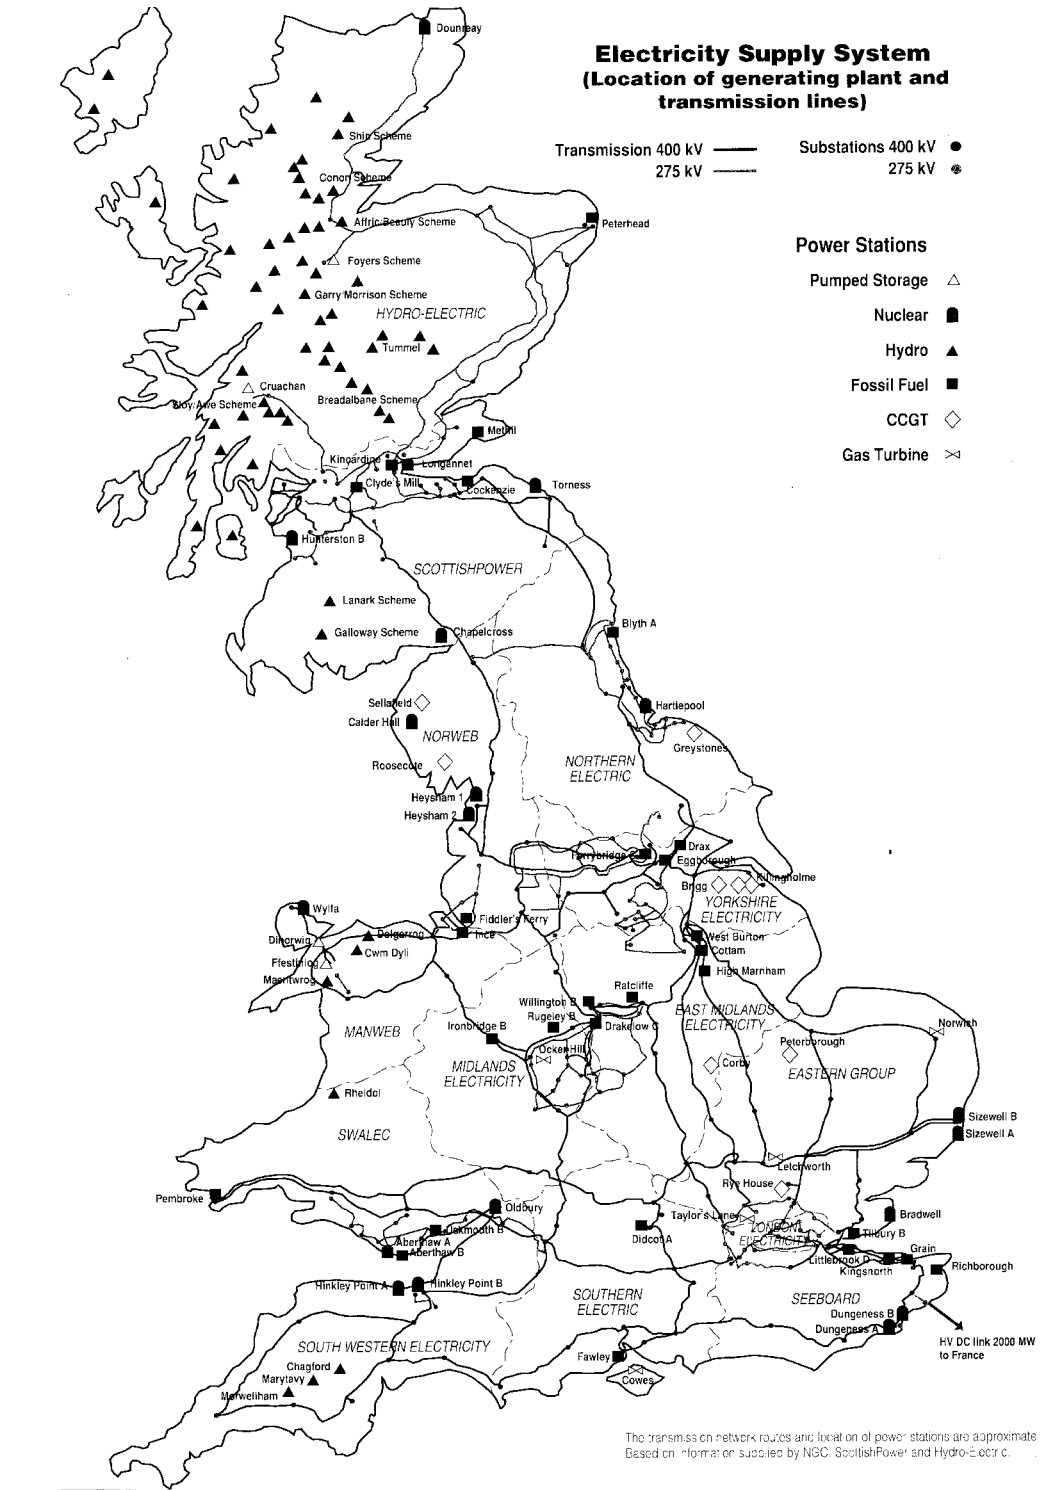 Electricity Supply System
(Location of generating plant and
transmission lines)
Transmission 400 kV
275 kV
Substations 400 kV
275 kV
Power Stations
Pumped Storage
Nuclear
Hydro
Fossil Fuel
CCGT
Gas Turbine
Dounreay
Shin Scheme
Conon Scheme
Affric/Beauly Scheme
Peterhead
Foyers Scheme
Garry/Morrison Scheme
HYDRO-ELECTRIC
Tummel
Cruachan
Sloy/Awe Scheme
Breadalbane Scheme
Methil
Kincardine
Longannet
Clyde's Mill
Cockenzie
Torness
Hunterston B
SCOTTISHPOWER
Lanark Scheme
Galloway Scheme
Chapelcross
Blyth A
Sellafield
Calder Hall
NORWEB
Hartlepool
Greystones
Roosecote
NORTHERN
ELECTRIC
Heysham 1
Heysham 2
Ferrybridge C
Drax
Eggborough
Brigg
Killingholme
YORKSHIRE
ELECTRICITY
Wylfa
Fiddler's Ferry
Ince
Dinorwig
Dolgarrog
Cwm Dyli
Ffestiniog
Maentwrog
West Burton
Cottam
High Marnham
MANWEB
Willington B
Ratcliffe
Rugeley B
Drakelow C
Ironbridge B
Ocker Hill
MIDLANDS
ELECTRICITY
EAST MIDLANDS
ELECTRICITY
Norwich
Peterborough
Corby
EASTERN GROUP
Rheidol
SWALEC
Sizewell B
Sizewell A
Letchworth
Rye House
Pembroke
Oldbury
Uskmouth B
Aberthaw A
Aberthaw B
Didcot A
Taylor's Lane
LONDON
ELECTRICITY
Bradwell
Tilbury B
Littlebrook D
Grain
Kingsnorth
Richborough
Hinkley Point A
Hinkley Point B
SOUTHERN
ELECTRIC
SEEBOARD
Dungeness B
Dungeness A
HV DC link 2000 MW
to France
SOUTH WESTERN ELECTRICITY
Fawley
Cowes
Chagford
Marytavy
Morwellham
The transmission network routes and location of power stations are approximate
Based on information supplied by NGC, ScottishPower and Hydro-Electric.